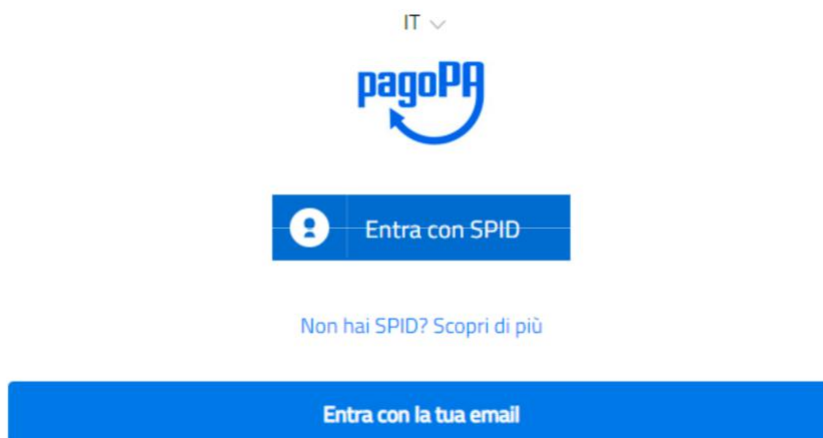 IT
pagoPA
Entra con SPID
Non hai SPID? Scopri di più
Entra con la tua email